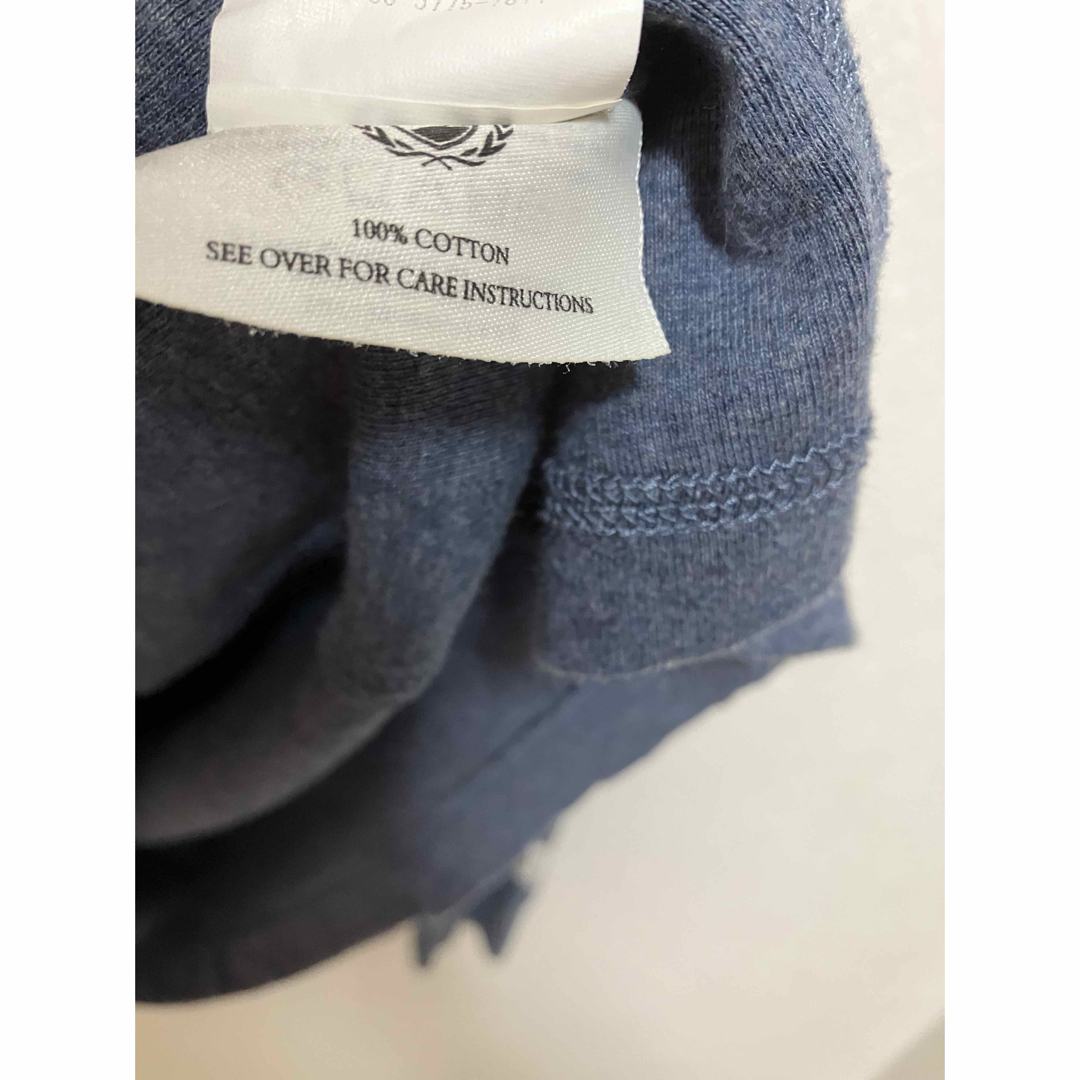 100% COTTON
SEE OVER FOR CARE INSTRUCTIONS